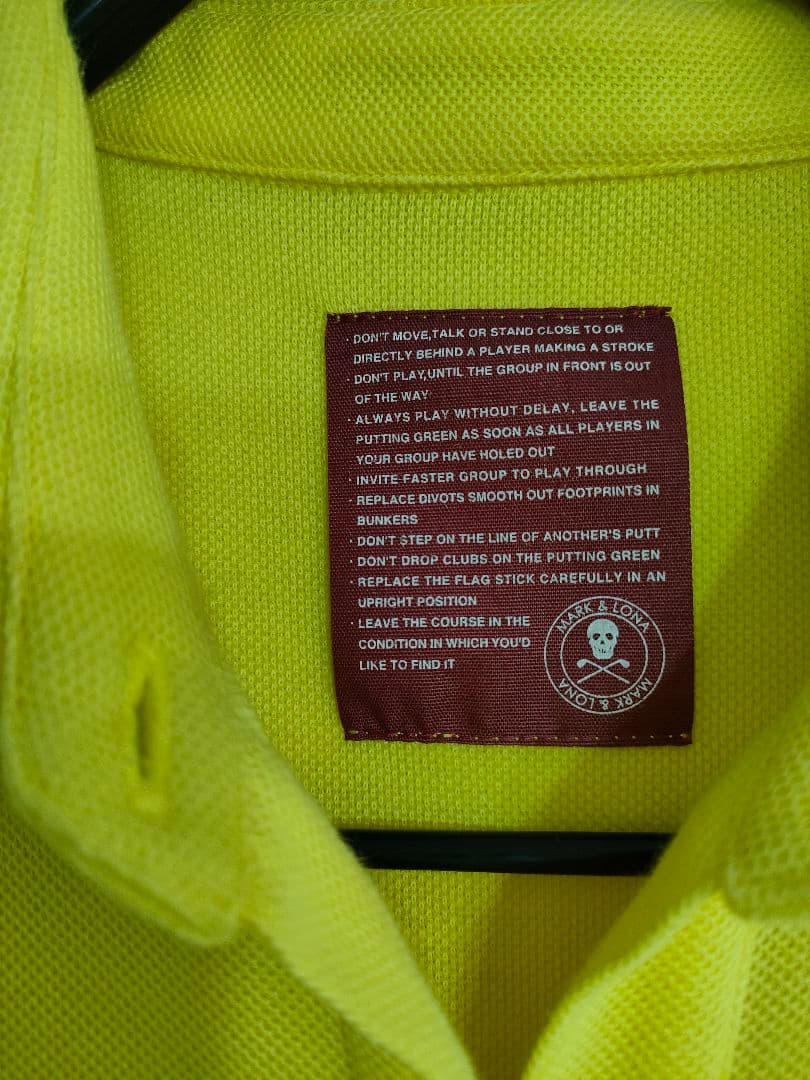 · DON'T MOVE,TALK OR STAND CLOSE TO OR
DIRECTLY BEHIND A PLAYER MAKING A STROKE
· DON'T PLAY,UNTIL THE GROUP IN FRONT IS OUT
OF THE WAY
· ALWAYS PLAY WITHOUT DELAY, LEAVE THE
PUTTING GREEN AS SOON AS ALL PLAYERS IN
YOUR GROUP HAVE HOLED OUT
· INVITE FASTER GROUP TO PLAY THROUGH
· REPLACE DIVOTS SMOOTH OUT FOOTPRINTS IN
BUNKERS
· DON'T STEP ON THE LINE OF ANOTHER'S PUTT
· DON'T DROP CLUBS ON THE PUTTING GREEN
· REPLACE THE FLAG STICK CAREFULLY IN AN
UPRIGHT POSITION
· LEAVE THE COURSE IN THE
CONDITION IN WHICH YOU'D
LIKE TO FIND IT
MARK & LONA
MARK & LONA